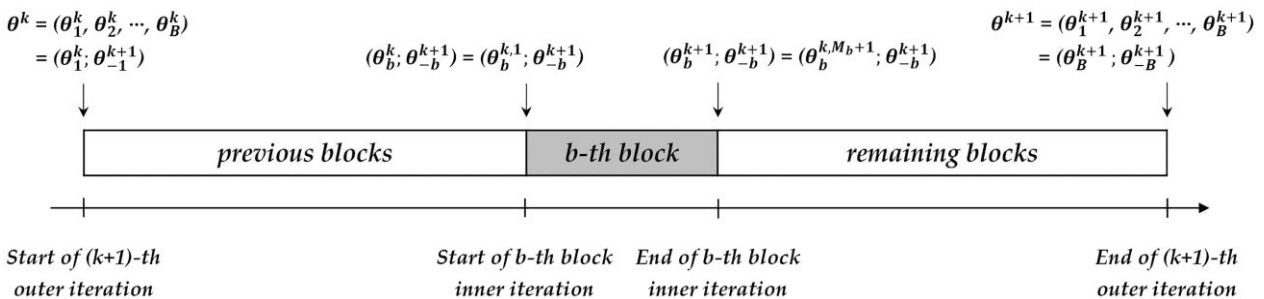 θ^k = (θ_1^k, θ_2^k, ···, θ_B^k)
= (θ_1^k; θ_{-1}^{k+1})
(θ_b^k; θ_{-b}^{k+1}) = (θ_b^{k,1}; θ_{-b}^{k+1})
(θ_b^{k+1}; θ_{-b}^{k+1}) = (θ_b^{k,M_b+1}; θ_{-b}^{k+1})
θ^{k+1} = (θ_1^{k+1}, θ_2^{k+1}, ···, θ_B^{k+1})
= (θ_B^{k+1}; θ_{-B}^{k+1})
previous blocks
b-th block
remaining blocks
Start of (k+1)-th
outer iteration
Start of b-th block
inner iteration
End of b-th block
inner iteration
End of (k+1)-th
outer iteration